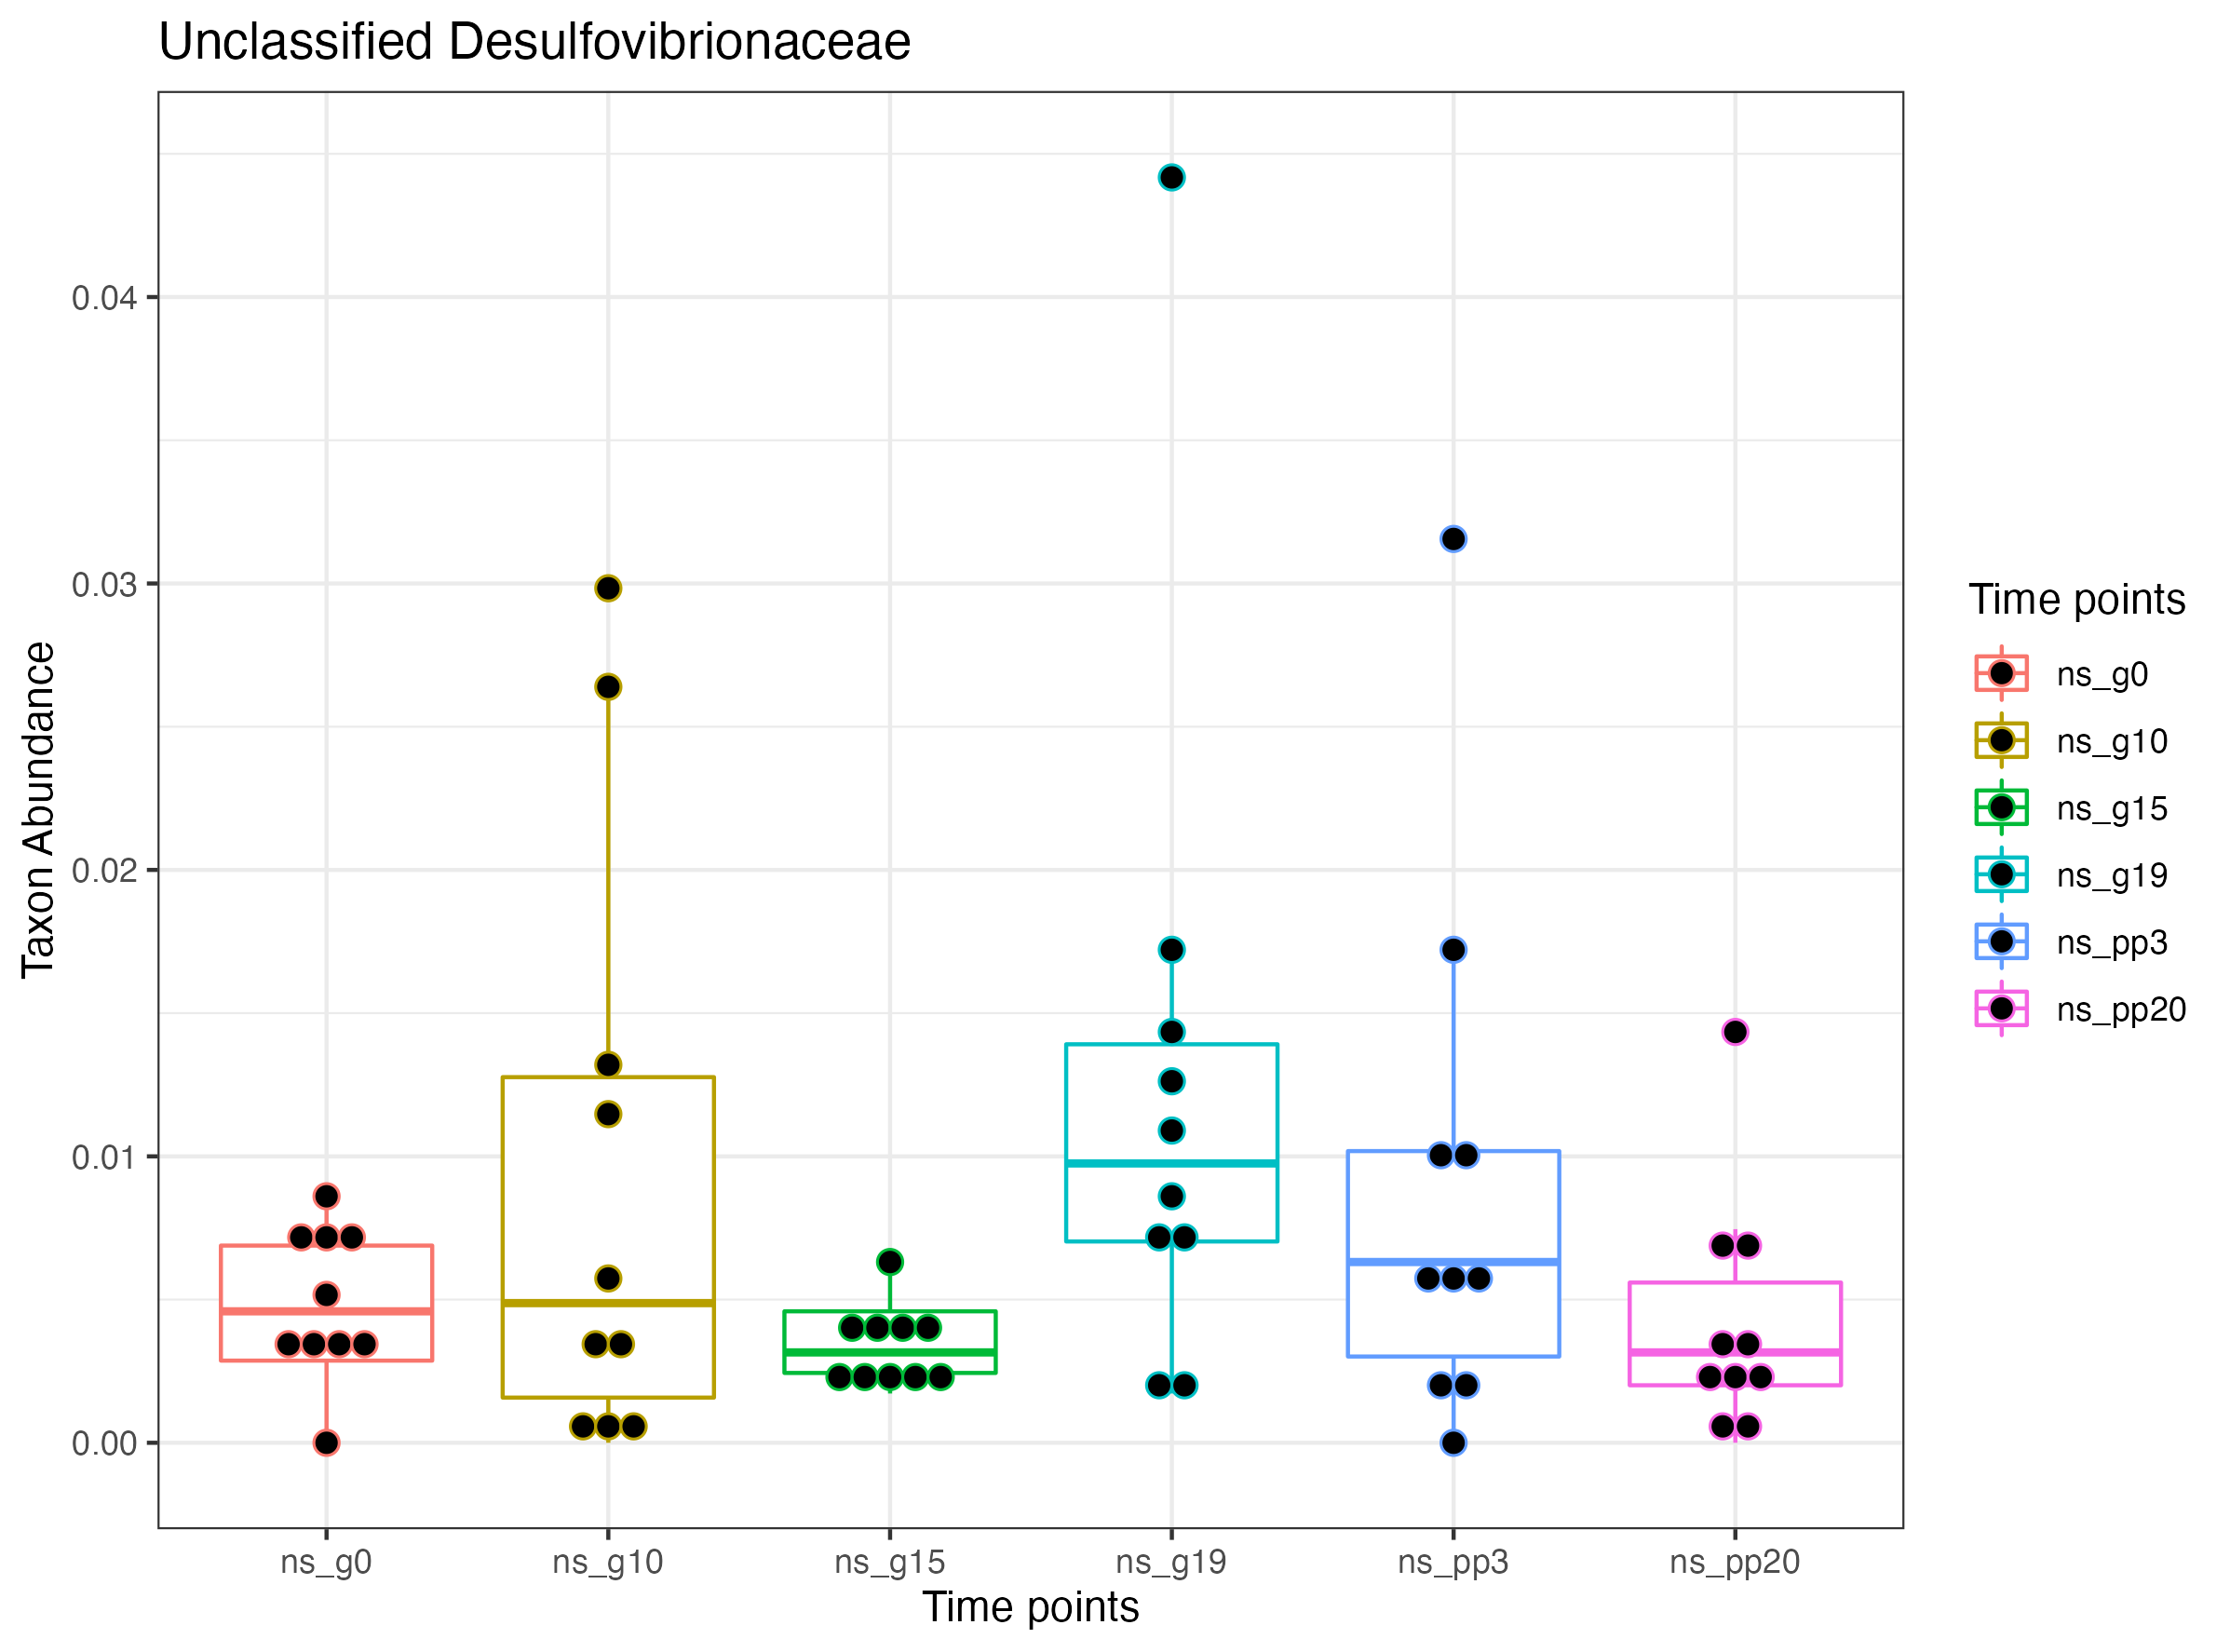 Unclassified Desulfovibrionaceae
Taxon Abundance
0.04
0.03
0.02
0.01
0.00
ns_g0
ns_g10
ns_g15
ns_g19
ns_pp3
ns_pp20
Time points
Time points
ns_g0
ns_g10
ns_g15
ns_g19
ns_pp3
ns_pp20